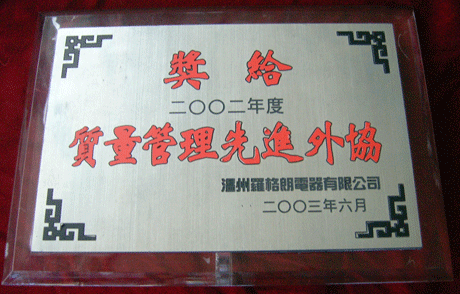 獎給
二〇〇二年度
質量管理先進外協
溫州羅格朗電器有限公司
二〇〇三年六月